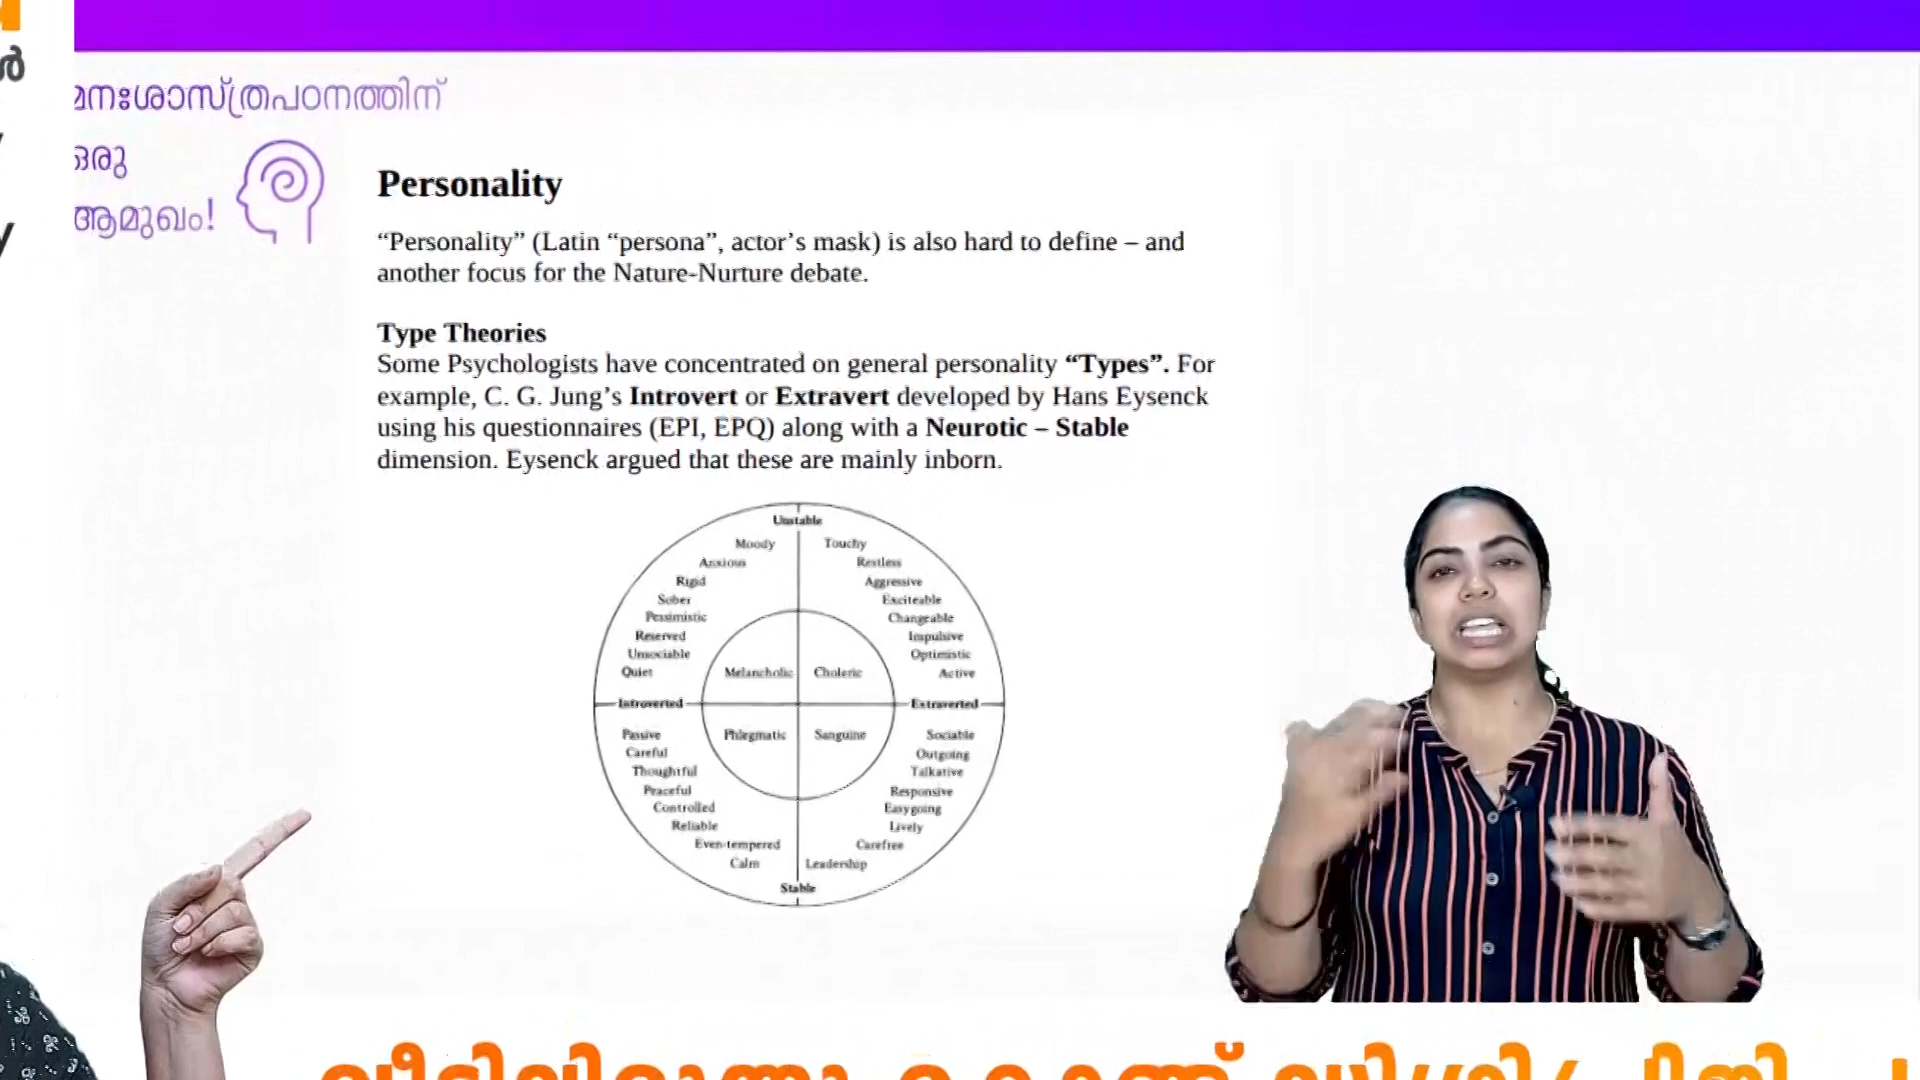 മനഃശാസ്ത്രപഠനത്തിന്
ഒരു
ആമുഖം!
Personality
“Personality” (Latin “persona”, actor’s mask) is also hard to define – and
another focus for the Nature-Nurture debate.
Type Theories
Some Psychologists have concentrated on general personality “Types”. For
example, C. G. Jung’s Introvert or Extravert developed by Hans Eysenck
using his questionnaires (EPI, EPQ) along with a Neurotic – Stable
dimension. Eysenck argued that these are mainly inborn.
Unstable
Moody Touchy
Anxious Restless
Rigid Aggressive
Sober Exciteable
Pessimistic Changeable
Reserved Impulsive
Unsociable Optimistic
Quiet Melancholic Choleric Active
Introverted Extraverted
Passive Phlegmatic Sanguine Sociable
Careful Outgoing
Thoughtful Talkative
Peaceful Responsive
Controlled Easygoing
Reliable Lively
Even-tempered Carefree
Calm Leadership
Stable